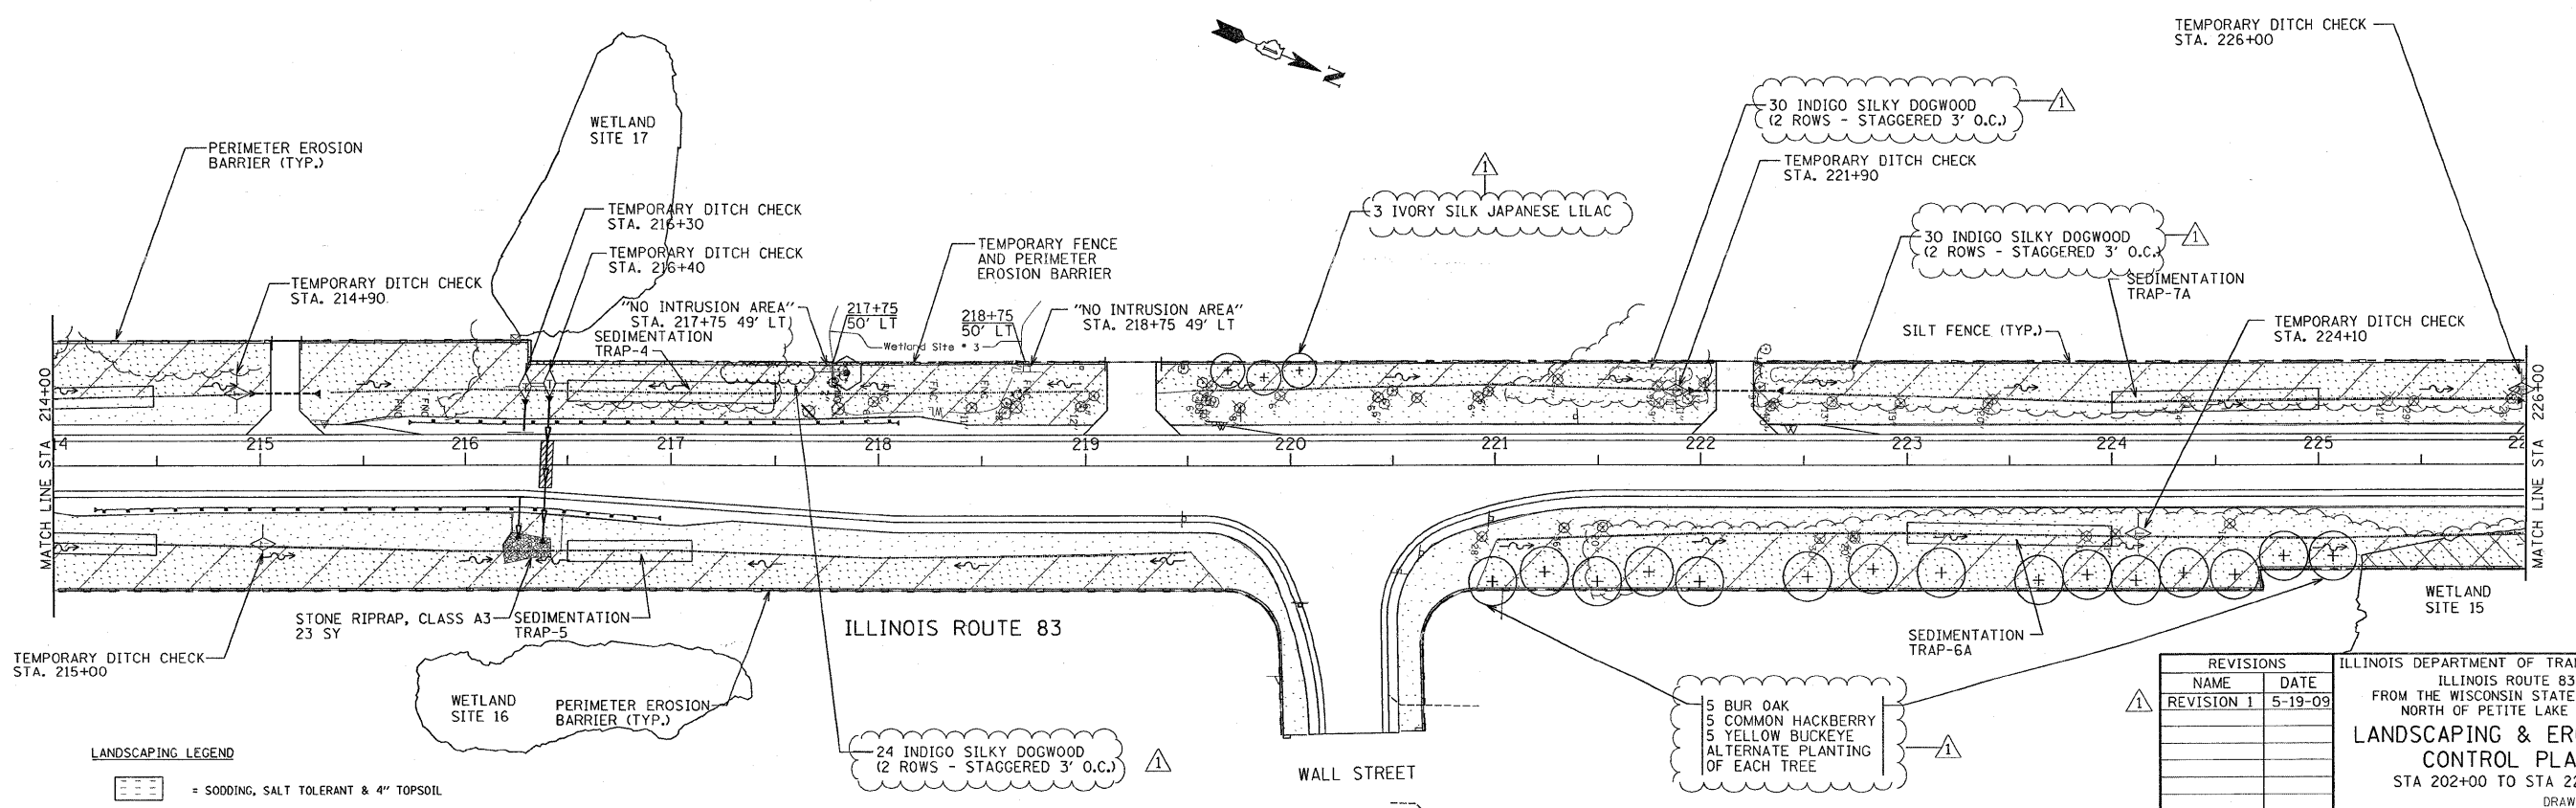 TEMPORARY DITCH CHECK
STA. 226+00
N
WETLAND
SITE 17
30 INDIGO SILKY DOGWOOD
(2 ROWS - STAGGERED 3' O.C.)
1
PERIMETER EROSION
BARRIER (TYP.)
TEMPORARY DITCH CHECK
STA. 221+90
1
3 IVORY SILK JAPANESE LILAC
TEMPORARY DITCH CHECK
STA. 216+30
30 INDIGO SILKY DOGWOOD
(2 ROWS - STAGGERED 3' O.C.)
1
TEMPORARY DITCH CHECK
STA. 216+40
TEMPORARY FENCE
AND PERIMETER
EROSION BARRIER
TEMPORARY DITCH CHECK
STA. 214+90
SEDIMENTATION
TRAP-7A
"NO INTRUSION AREA"
STA. 217+75 49' LT
217+75
50' LT
218+75
50' LT
"NO INTRUSION AREA"
STA. 218+75 49' LT
SEDIMENTATION
TRAP-4
Wetland Site * 3
SILT FENCE (TYP.)
TEMPORARY DITCH CHECK
STA. 224+10
MATCH LINE STA 214+00
MATCH LINE STA 226+00
FNC FNC FNC FNC FNC
WL
14 215 216 217 218 219 220 221 222 223 224 225 22
STONE RIPRAP, CLASS A3
23 SY
SEDIMENTATION
TRAP-5
ILLINOIS ROUTE 83
WETLAND
SITE 15
SEDIMENTATION
TRAP-6A
TEMPORARY DITCH CHECK
STA. 215+00
WETLAND
SITE 16
PERIMETER EROSION
BARRIER (TYP.)
5 BUR OAK
5 COMMON HACKBERRY
5 YELLOW BUCKEYE
ALTERNATE PLANTING
OF EACH TREE
1
24 INDIGO SILKY DOGWOOD
(2 ROWS - STAGGERED 3' O.C.)
1
WALL STREET
LANDSCAPING LEGEND
= SODDING, SALT TOLERANT & 4" TOPSOIL
1
REVISIONS
NAME DATE
REVISION 1 5-19-09
ILLINOIS DEPARTMENT OF TRA
ILLINOIS ROUTE 83
FROM THE WISCONSIN STATE
NORTH OF PETITE LAKE
LANDSCAPING & ER
CONTROL PLA
STA 202+00 TO STA 22
DRAW